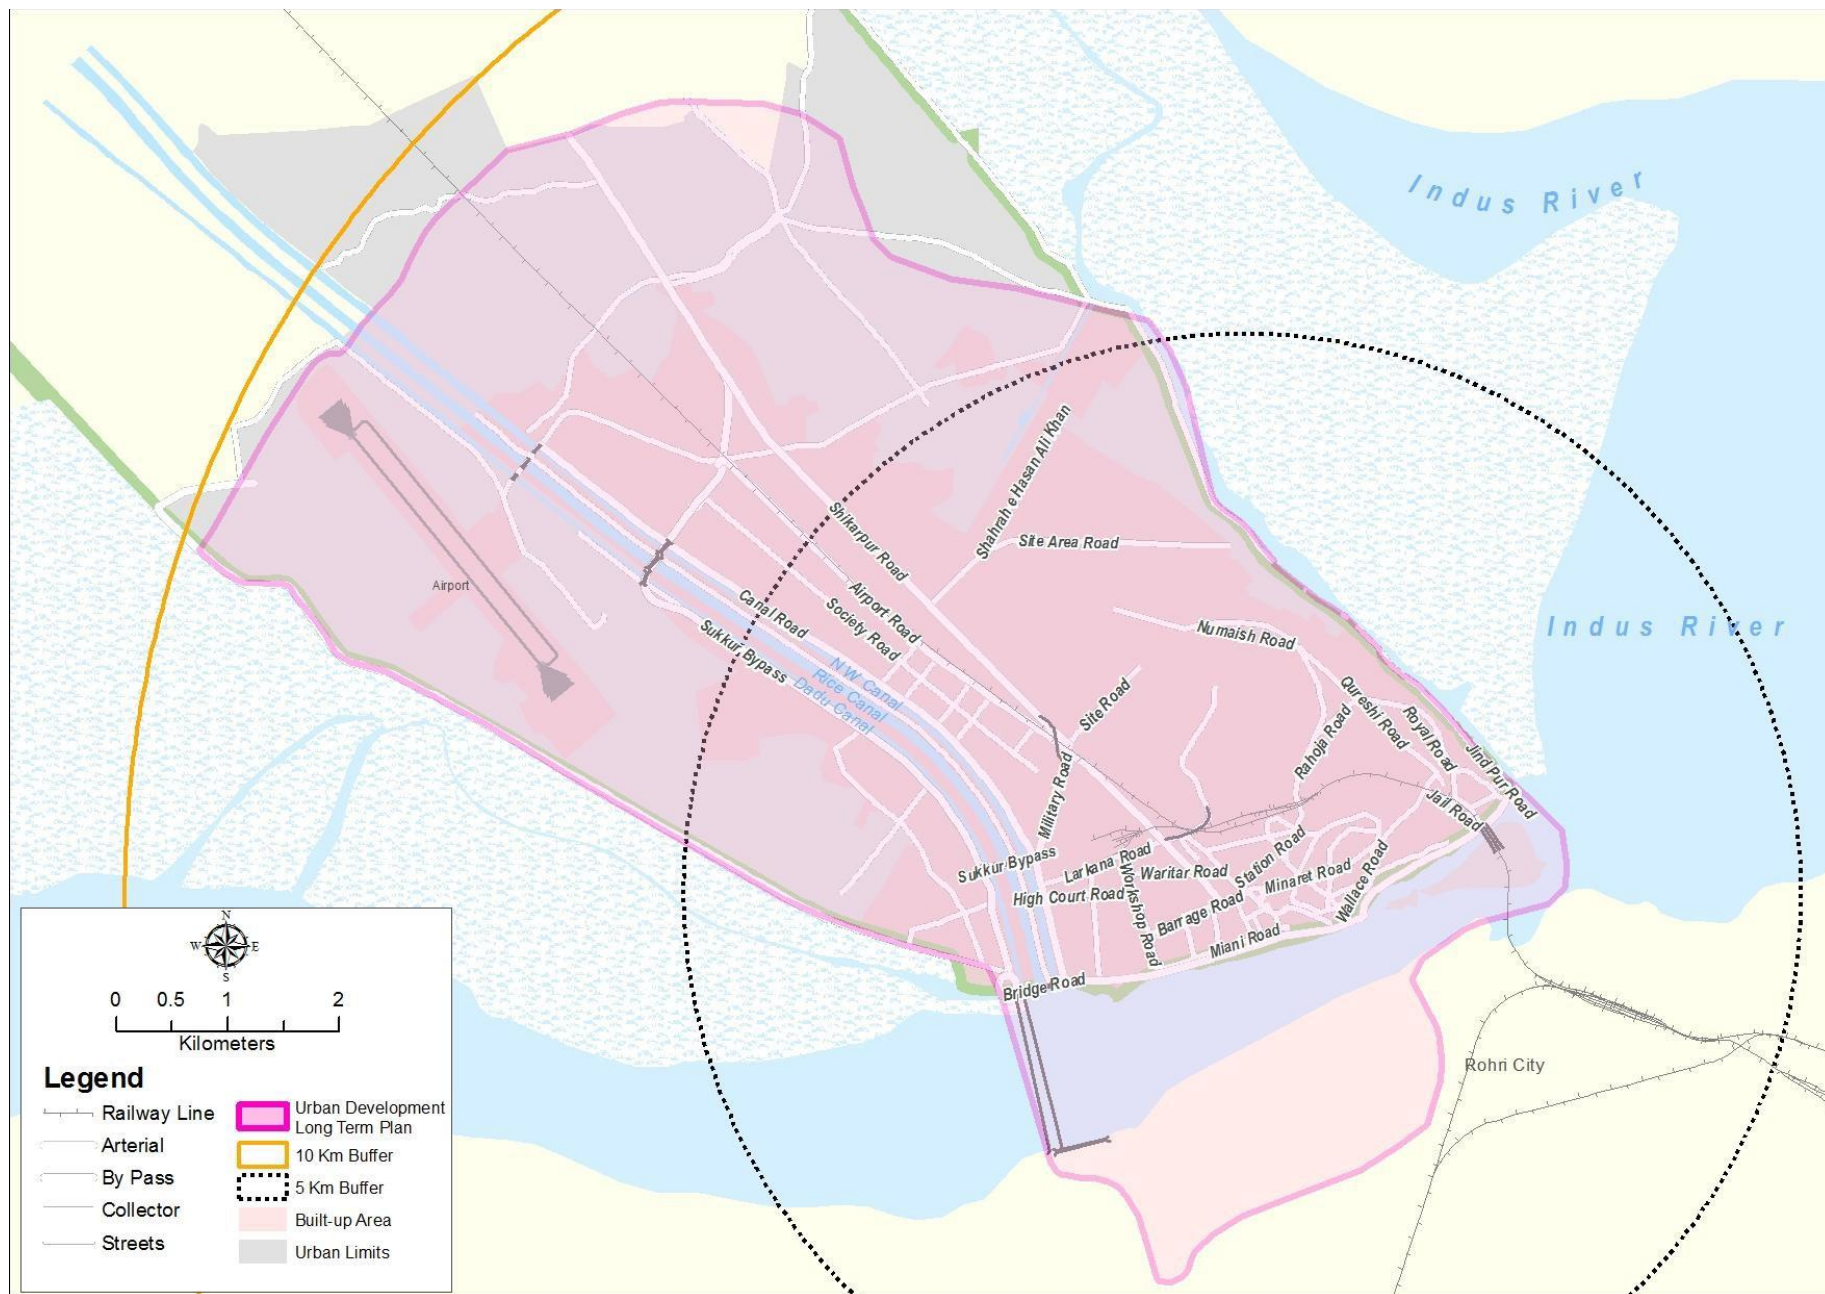 Indus River
Indus River
Shahrah e Hasan Ali Khan
Shikarpur Road
Site Area Road
Airport
Airport Road
Canal Road
Society Road
Sukkur Bypass
Numaish Road
N W Canal
Rice Canal
Dadu Canal
Site Road
Qureshi Road
Royal Road
Rahoja Road
Jind Pur Road
Jail Road
Military Road
Sukkur Bypass
Larkana Road
Waritar Road
Station Road
Minaret Road
Wallace Road
High Court Road
Workshop Road
Barrage Road
Miani Road
Bridge Road
Rohri City
N
W E
S
0 0.5 1 2
Kilometers
Legend
Railway Line
Arterial
By Pass
Collector
Streets
Urban Development
Long Term Plan
10 Km Buffer
5 Km Buffer
Built-up Area
Urban Limits